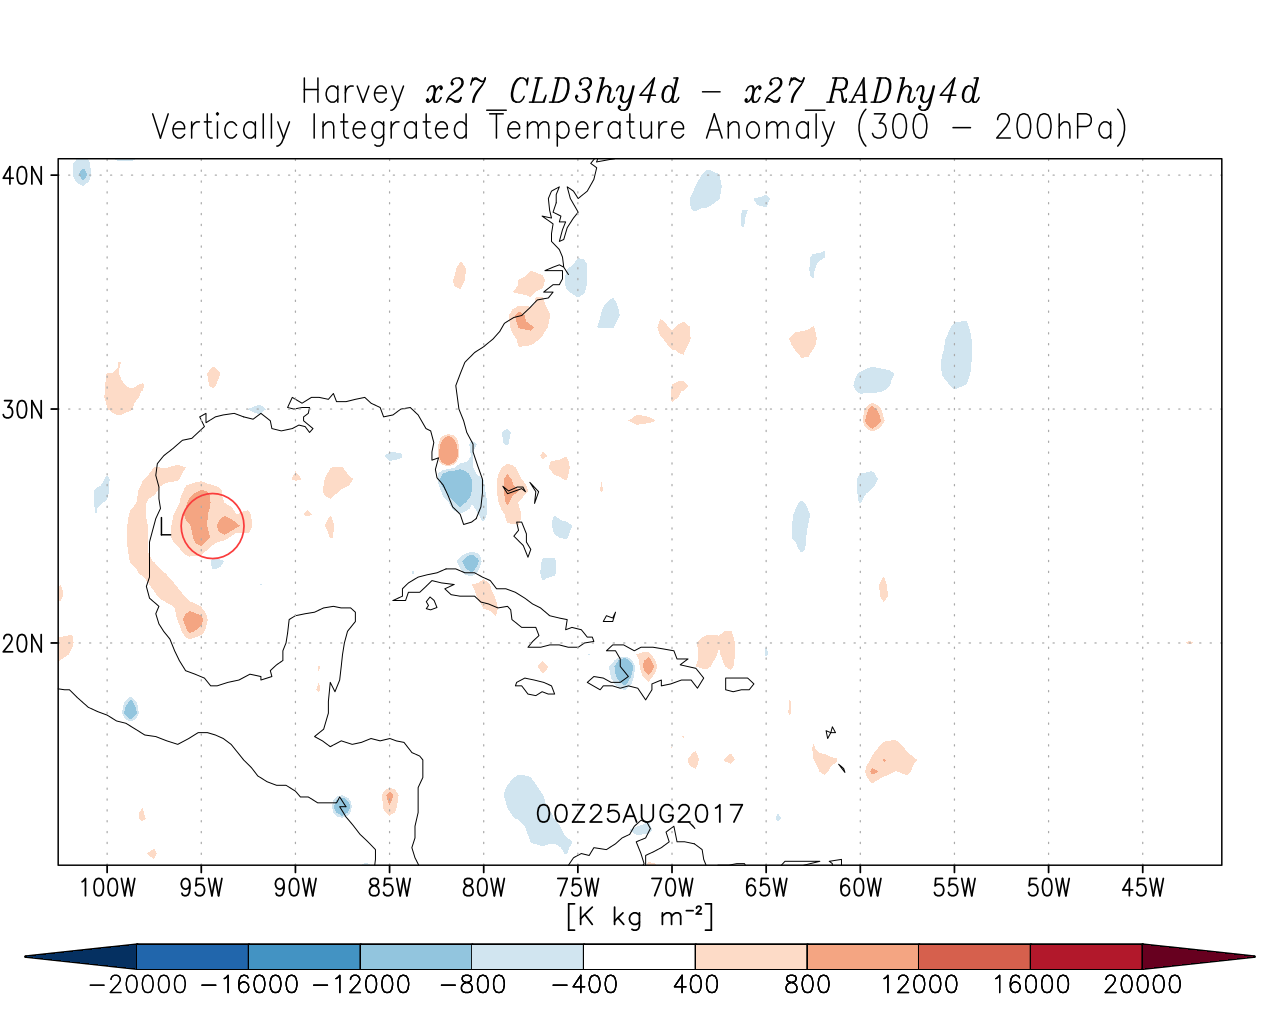 Harvey x27_CLD3hy4d − x27_RADhy4d
Vertically Integrated Temperature Anomaly (300 − 200hPa)
40N
30N
L
20N
00Z25AUG2017
100W 95W 90W 85W 80W 75W 70W 65W 60W 55W 50W 45W
[K kg m⁻²]
−20000 −16000 −12000 −800 −400 400 800 12000 16000 20000